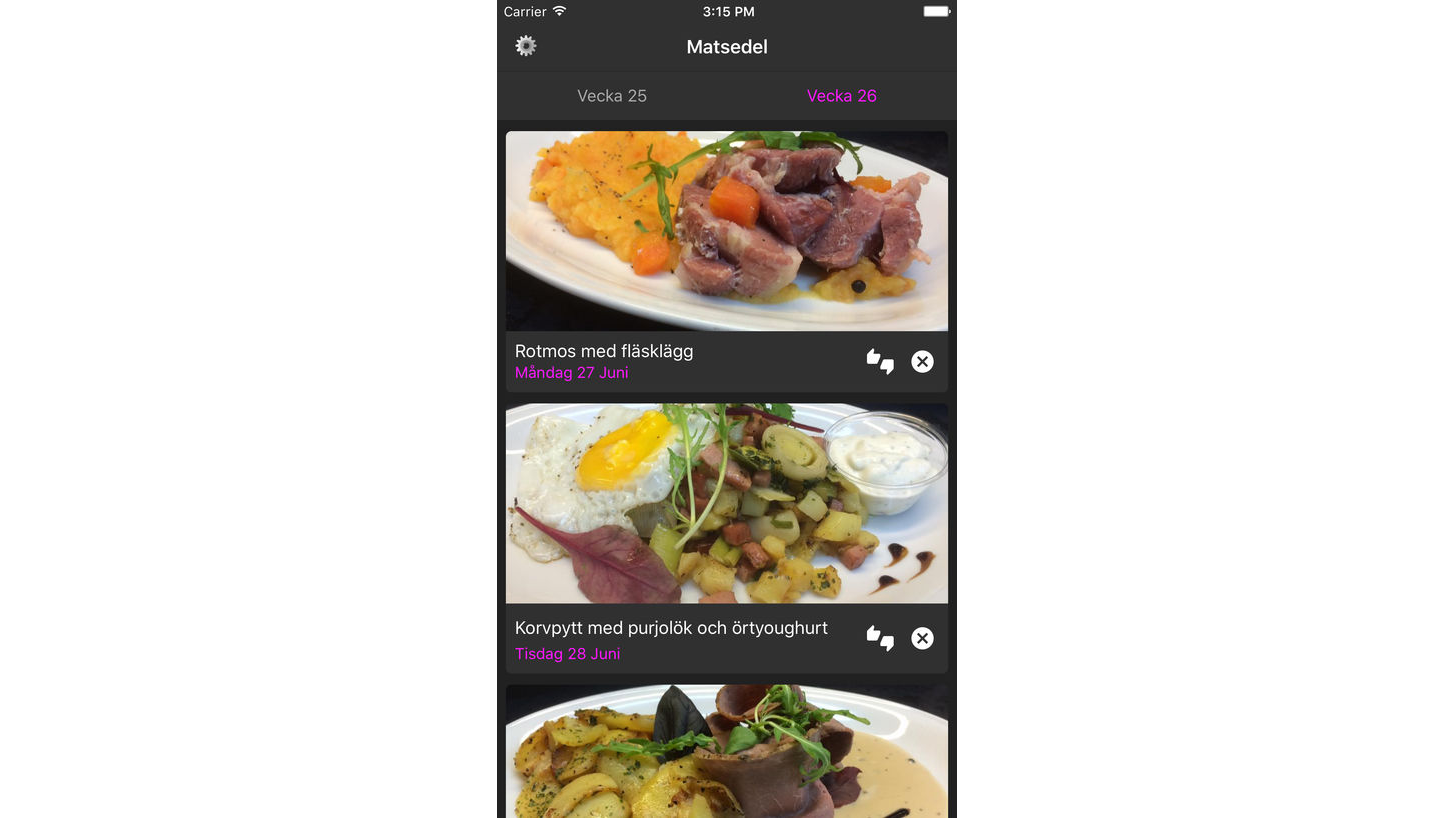 Carrier 3:15 PM
Matsedel
Vecka 25 Vecka 26
Rotmos med fläsklägg
Måndag 27 Juni
Korvpytt med purjolök och örtyoughurt
Tisdag 28 Juni